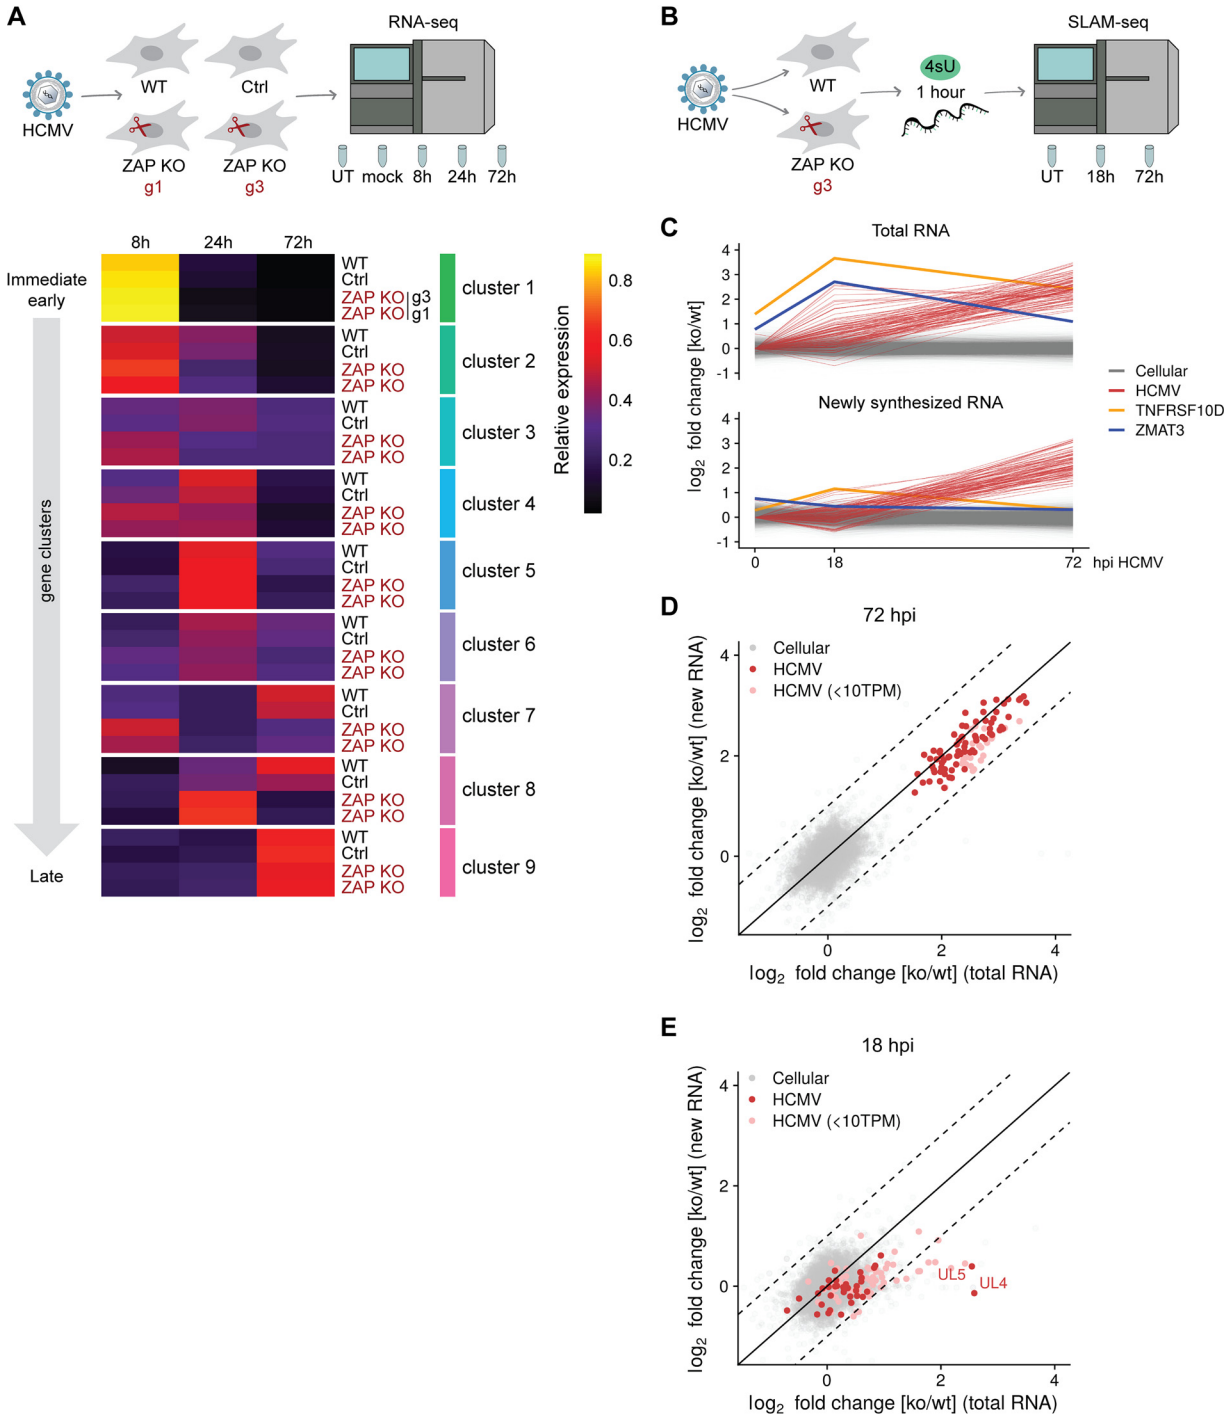 A
RNA-seq
HCMV
WT
Ctrl
ZAP KO
g1
ZAP KO
g3
UT mock 8h 24h 72h
8h 24h 72h
Immediate
early
gene clusters
Late
WT
Ctrl
ZAP KO g3
ZAP KO g1
cluster 1
WT
Ctrl
ZAP KO
ZAP KO
cluster 2
WT
Ctrl
ZAP KO
ZAP KO
cluster 3
WT
Ctrl
ZAP KO
ZAP KO
cluster 4
WT
Ctrl
ZAP KO
ZAP KO
cluster 5
WT
Ctrl
ZAP KO
ZAP KO
cluster 6
WT
Ctrl
ZAP KO
ZAP KO
cluster 7
WT
Ctrl
ZAP KO
ZAP KO
cluster 8
WT
Ctrl
ZAP KO
ZAP KO
cluster 9
Relative expression
0.8
0.6
0.4
0.2
B
SLAM-seq
HCMV
WT
ZAP KO
g3
4sU
1 hour
UT 18h 72h
C
Total RNA
4
3
2
1
0
-1
Newly synthesized RNA
4
3
2
1
0
-1
log2 fold change [ko/wt]
0 18 72 hpi HCMV
Cellular
HCMV
TNFRSF10D
ZMAT3
D
72 hpi
Cellular
HCMV
HCMV (<10TPM)
log2 fold change [ko/wt] (new RNA)
4
2
0
0 2 4
log2 fold change [ko/wt] (total RNA)
E
18 hpi
Cellular
HCMV
HCMV (<10TPM)
log2 fold change [ko/wt] (new RNA)
4
2
0
UL5
UL4
0 2 4
log2 fold change [ko/wt] (total RNA)